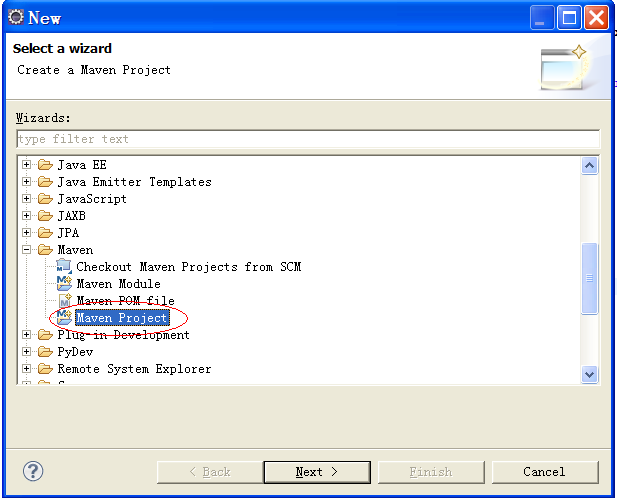 New
Select a wizard
Create a Maven Project
Wizards:
type filter text
Java EE
Java Emitter Templates
JavaScript
JAXB
JPA
Maven
Checkout Maven Projects from SCM
Maven Module
Maven POM file
Maven Project
Plug-in Development
PyDev
Remote System Explorer
< Back
Next >
Finish
Cancel